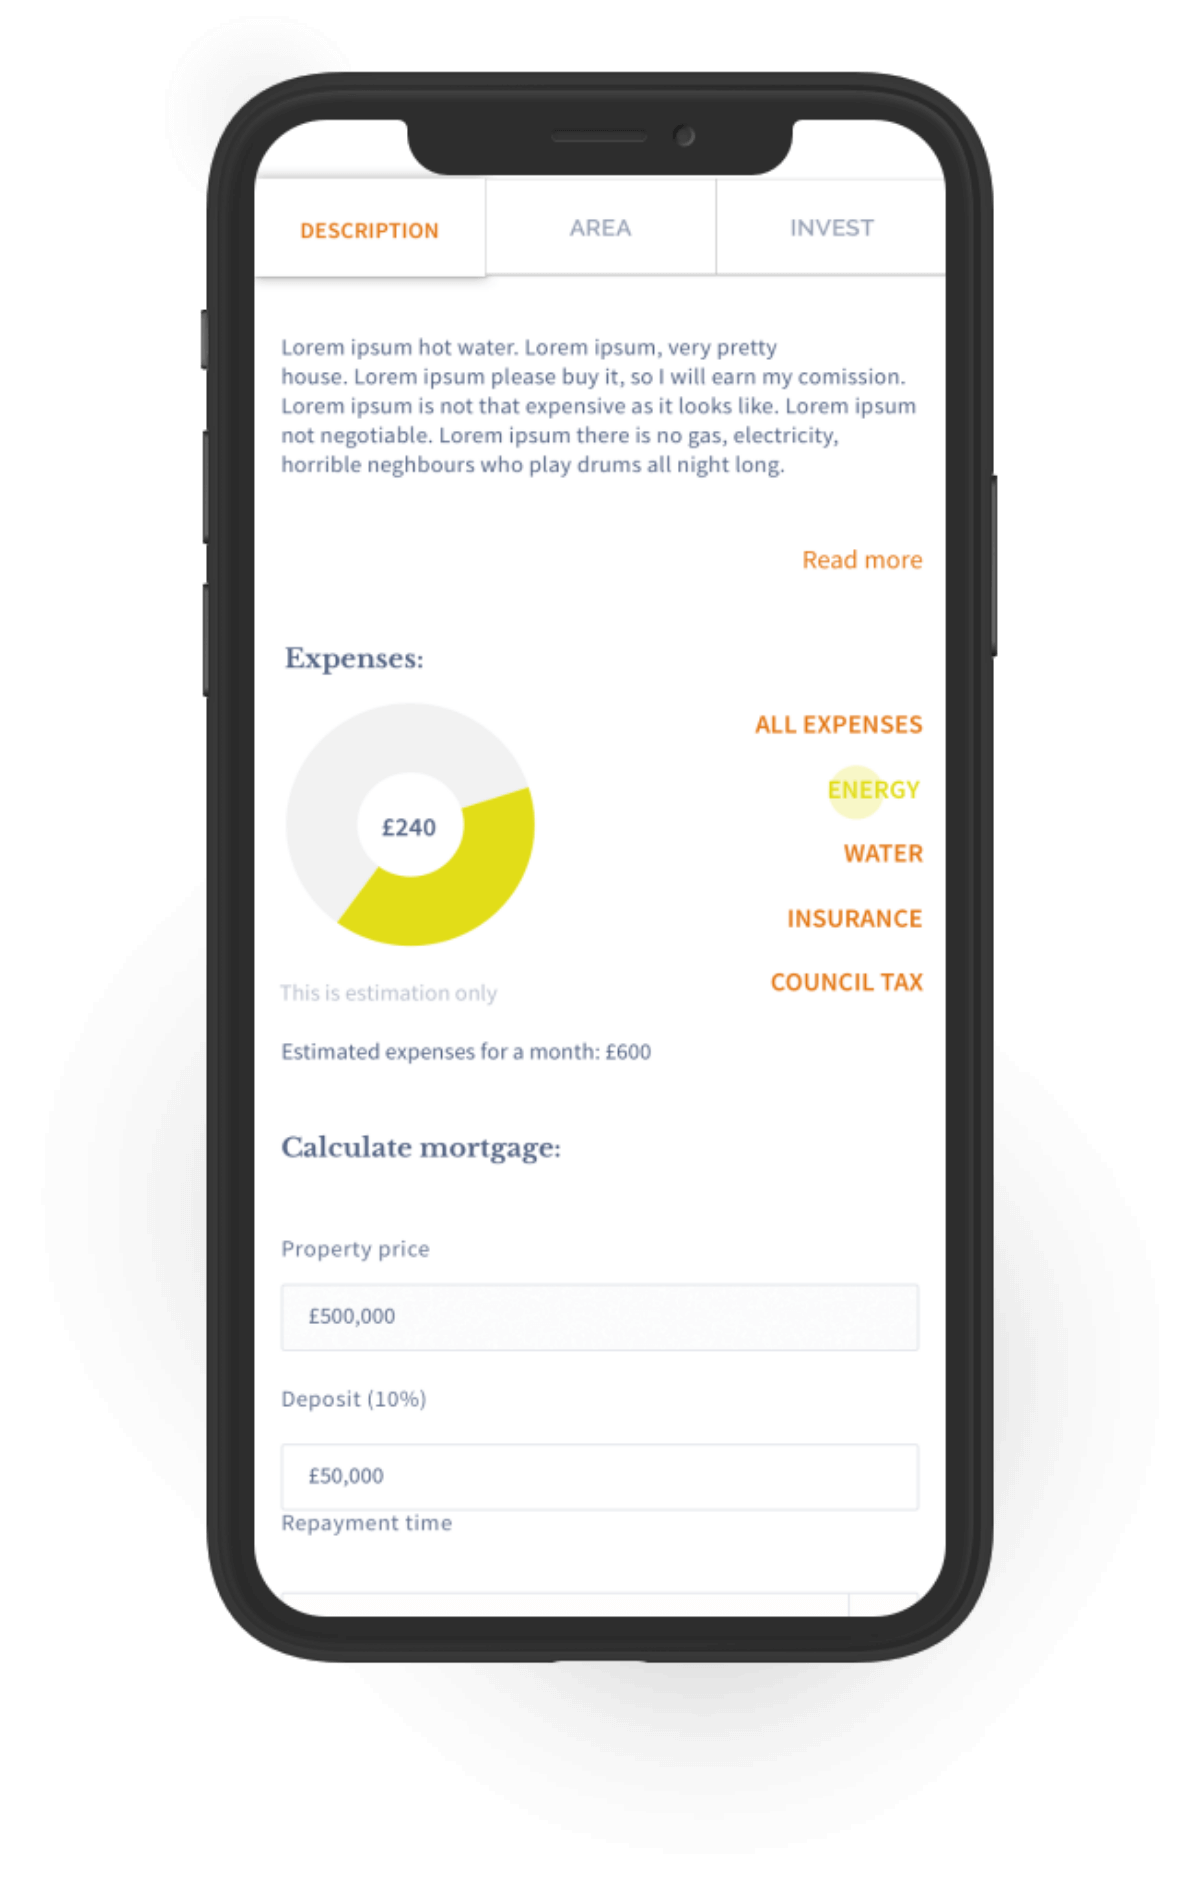 DESCRIPTION
AREA
INVEST
Lorem ipsum hot water. Lorem ipsum, very pretty
house. Lorem ipsum please buy it, so I will earn my comission.
Lorem ipsum is not that expensive as it looks like. Lorem ipsum
not negotiable. Lorem ipsum there is no gas, electricity,
horrible neghbours who play drums all night long.
Read more
Expenses:
£240
ALL EXPENSES
ENERGY
WATER
INSURANCE
COUNCIL TAX
This is estimation only
Estimated expenses for a month: £600
Calculate mortgage:
Property price
£500,000
Deposit (10%)
£50,000
Repayment time